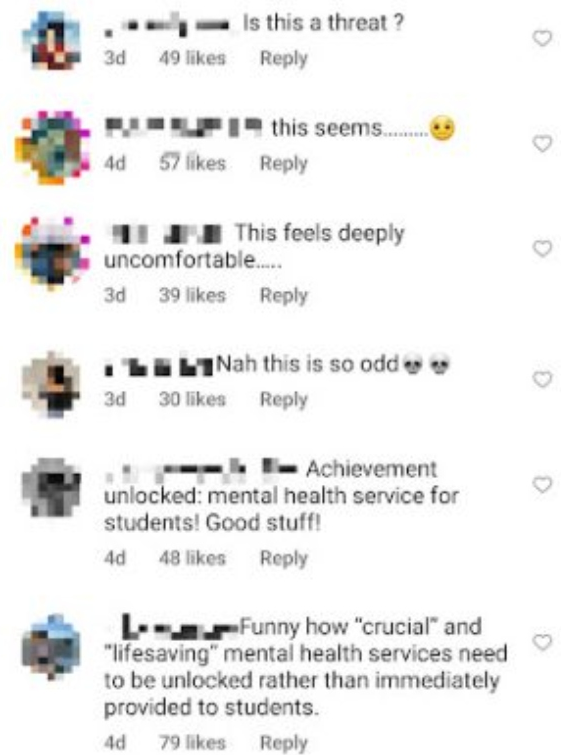 Is this a threat ?
3d 49 likes Reply
this seems.........😐
4d 57 likes Reply
This feels deeply
uncomfortable.....
3d 39 likes Reply
Nah this is so odd💀💀
3d 30 likes Reply
Achievement
unlocked: mental health service for
students! Good stuff!
4d 48 likes Reply
Funny how "crucial" and
"lifesaving" mental health services need
to be unlocked rather than immediately
provided to students.
4d 79 likes Reply